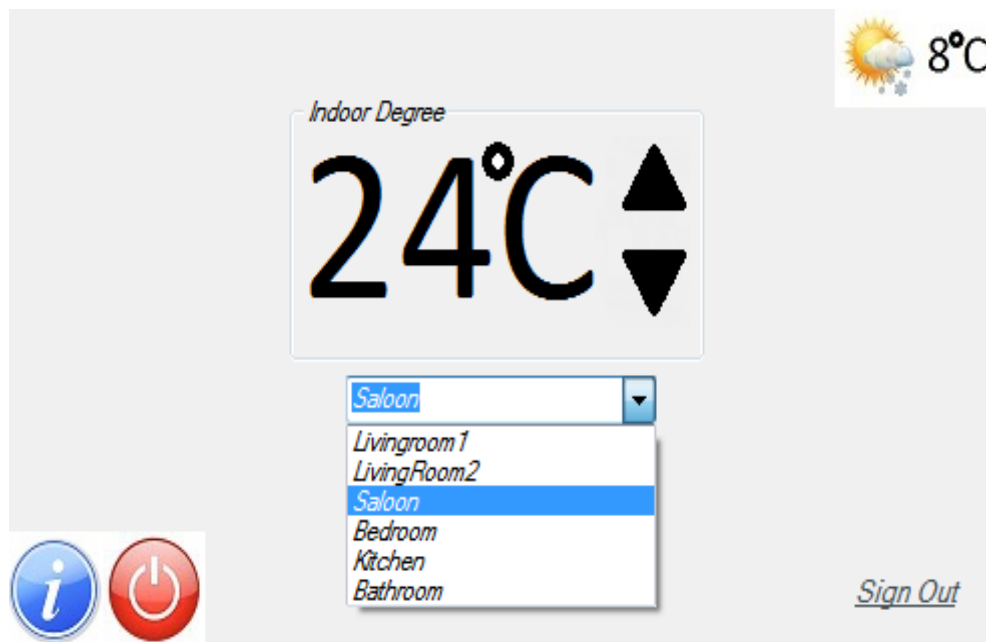 8°C
Indoor Degree
24°C
Saloon
Livingroom1
LivingRoom2
Saloon
Bedroom
Kitchen
Bathroom
i
Sign Out